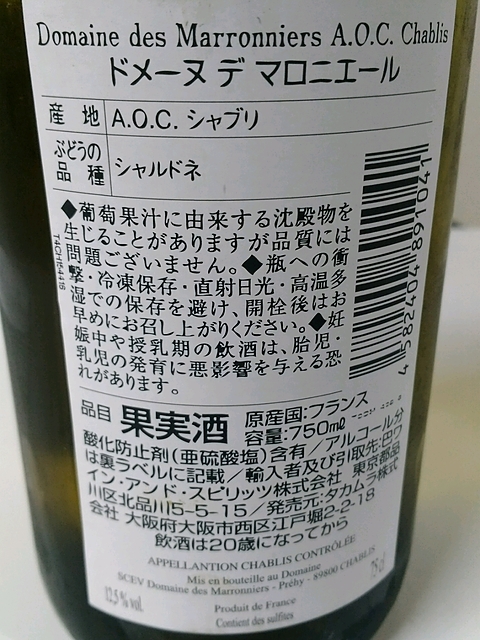 Domaine des Marronniers A.O.C. Chablis
ドメーヌ デ マロニエール
産地 A.O.C. シャブリ
ぶどうの
品種 シャルドネ
◆葡萄果汁に由来する沈殿物を
生じることがありますが品質には
問題ございません。◆瓶への衝
撃・冷凍保存・直射日光・高温多
湿での保存を避け、開栓後はお
早めにお召し上がりください。◆妊
娠中や授乳期の飲酒は、胎児・
乳児の発育に悪影響を与える恐
れがあります。
4 582404 891041
品目 果実酒 原産国:フランス
容量:750mℓ
酸化防止剤(亜硫酸塩)含有/アルコール分
は裏ラベルに記載/輸入者及び引取先:巴ワ
イン・アンド・スピリッツ株式会社 東京都品
川区北品川5-5-15/発売元:タカムラ株式
会社 大阪府大阪市西区江戸堀2-2-18
飲酒は20歳になってから
APPELLATION CHABLIS CONTRÔLÉE
Mis en bouteille au Domaine
SCEV Domaine des Marronniers - Préhy - 89800 CHABLIS
12,5 % vol. 75 cl
Produit de France
Contient des sulfites